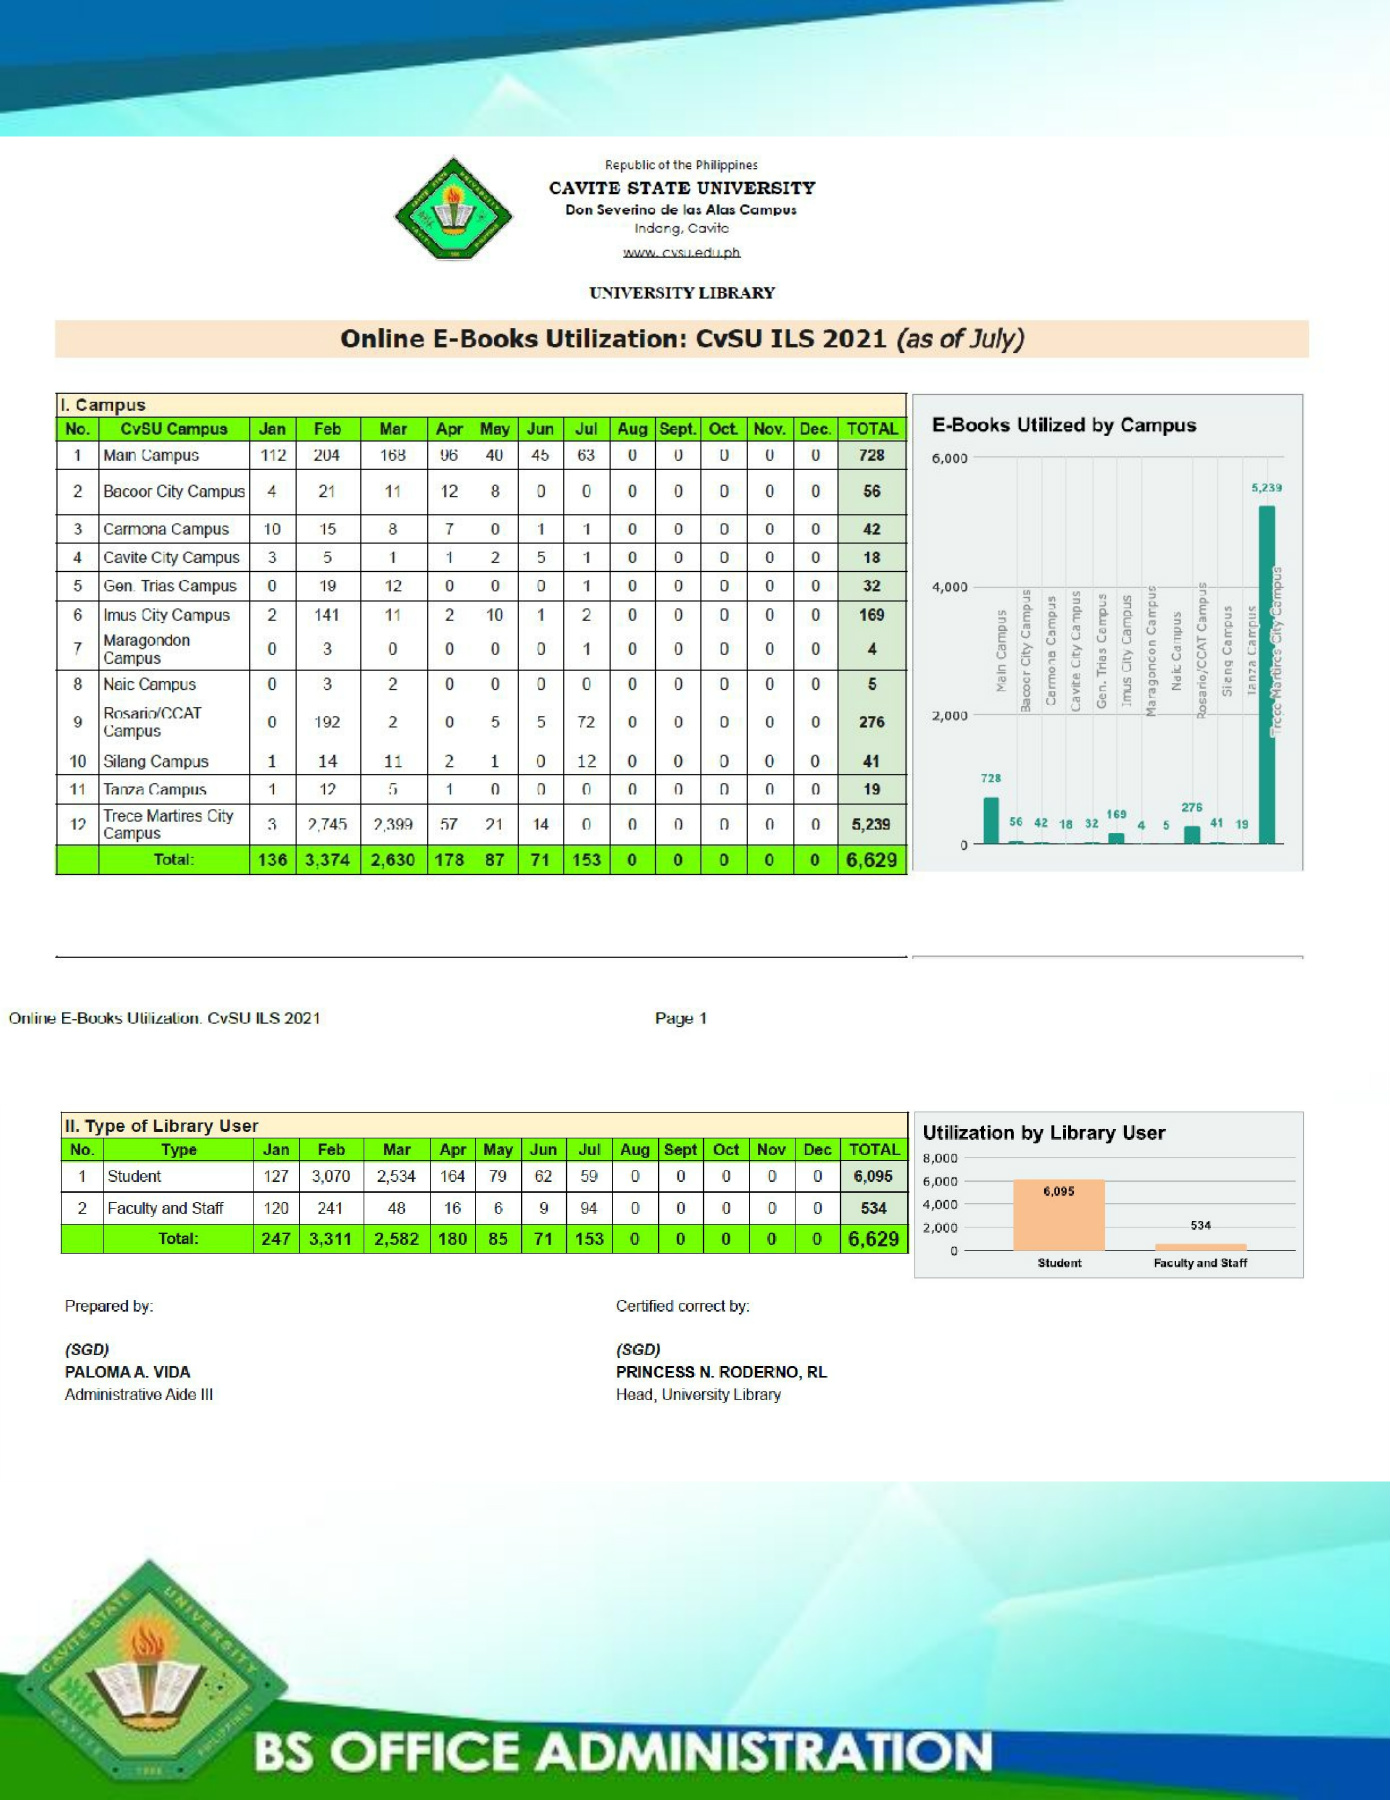 Republic of the Philippines
CAVITE STATE UNIVERSITY
Don Severino de las Alas Campus
Indang, Cavite
www.cvsu.edu.ph
UNIVERSITY LIBRARY
Online E-Books Utilization: CvSU ILS 2021 (as of July)
I. Campus
No. CvSU Campus Jan Feb Mar Apr May Jun Jul Aug Sept. Oct. Nov. Dec. TOTAL
1 Main Campus 112 204 168 96 40 45 63 0 0 0 0 0 728
2 Bacoor City Campus 4 21 11 12 8 0 0 0 0 0 0 0 56
3 Carmona Campus 10 15 8 7 0 1 1 0 0 0 0 0 42
4 Cavite City Campus 3 5 1 1 2 5 1 0 0 0 0 0 18
5 Gen. Trias Campus 0 19 12 0 0 0 1 0 0 0 0 0 32
6 Imus City Campus 2 141 11 2 10 1 2 0 0 0 0 0 169
7 Maragondon Campus 0 3 0 0 0 0 1 0 0 0 0 0 4
8 Naic Campus 0 3 2 0 0 0 0 0 0 0 0 0 5
9 Rosario/CCAT Campus 0 192 2 0 5 5 72 0 0 0 0 0 276
10 Silang Campus 1 14 11 2 1 0 12 0 0 0 0 0 41
11 Tanza Campus 1 12 5 1 0 0 0 0 0 0 0 0 19
12 Trece Martires City Campus 3 2,745 2,399 57 21 14 0 0 0 0 0 0 5,239
Total: 136 3,374 2,630 178 87 71 153 0 0 0 0 0 6,629
E-Books Utilized by Campus
6,000
4,000
2,000
0
728
56
42
18
32
169
4
5
276
41
19
5,239
Main Campus
Bacoor City Campus
Carmona Campus
Cavite City Campus
Gen. Trias Campus
Imus City Campus
Maragondon Campus
Naic Campus
Rosario/CCAT Campus
Silang Campus
Tanza Campus
Trece Martires City Campus
Online E-Books Utilization. CvSU ILS 2021 Page 1
II. Type of Library User
No. Type Jan Feb Mar Apr May Jun Jul Aug Sept Oct Nov Dec TOTAL
1 Student 127 3,070 2,534 164 79 62 59 0 0 0 0 0 6,095
2 Faculty and Staff 120 241 48 16 6 9 94 0 0 0 0 0 534
Total: 247 3,311 2,582 180 85 71 153 0 0 0 0 0 6,629
Utilization by Library User
8,000
6,000
4,000
2,000
0
6,095
534
Student
Faculty and Staff
Prepared by: Certified correct by:
(SGD) (SGD)
PALOMA A. VIDA PRINCESS N. RODERNO, RL
Administrative Aide III Head, University Library
CAVITE STATE UNIVERSITY
CAVITE PHILIPPINES
1906
BS OFFICE ADMINISTRATION